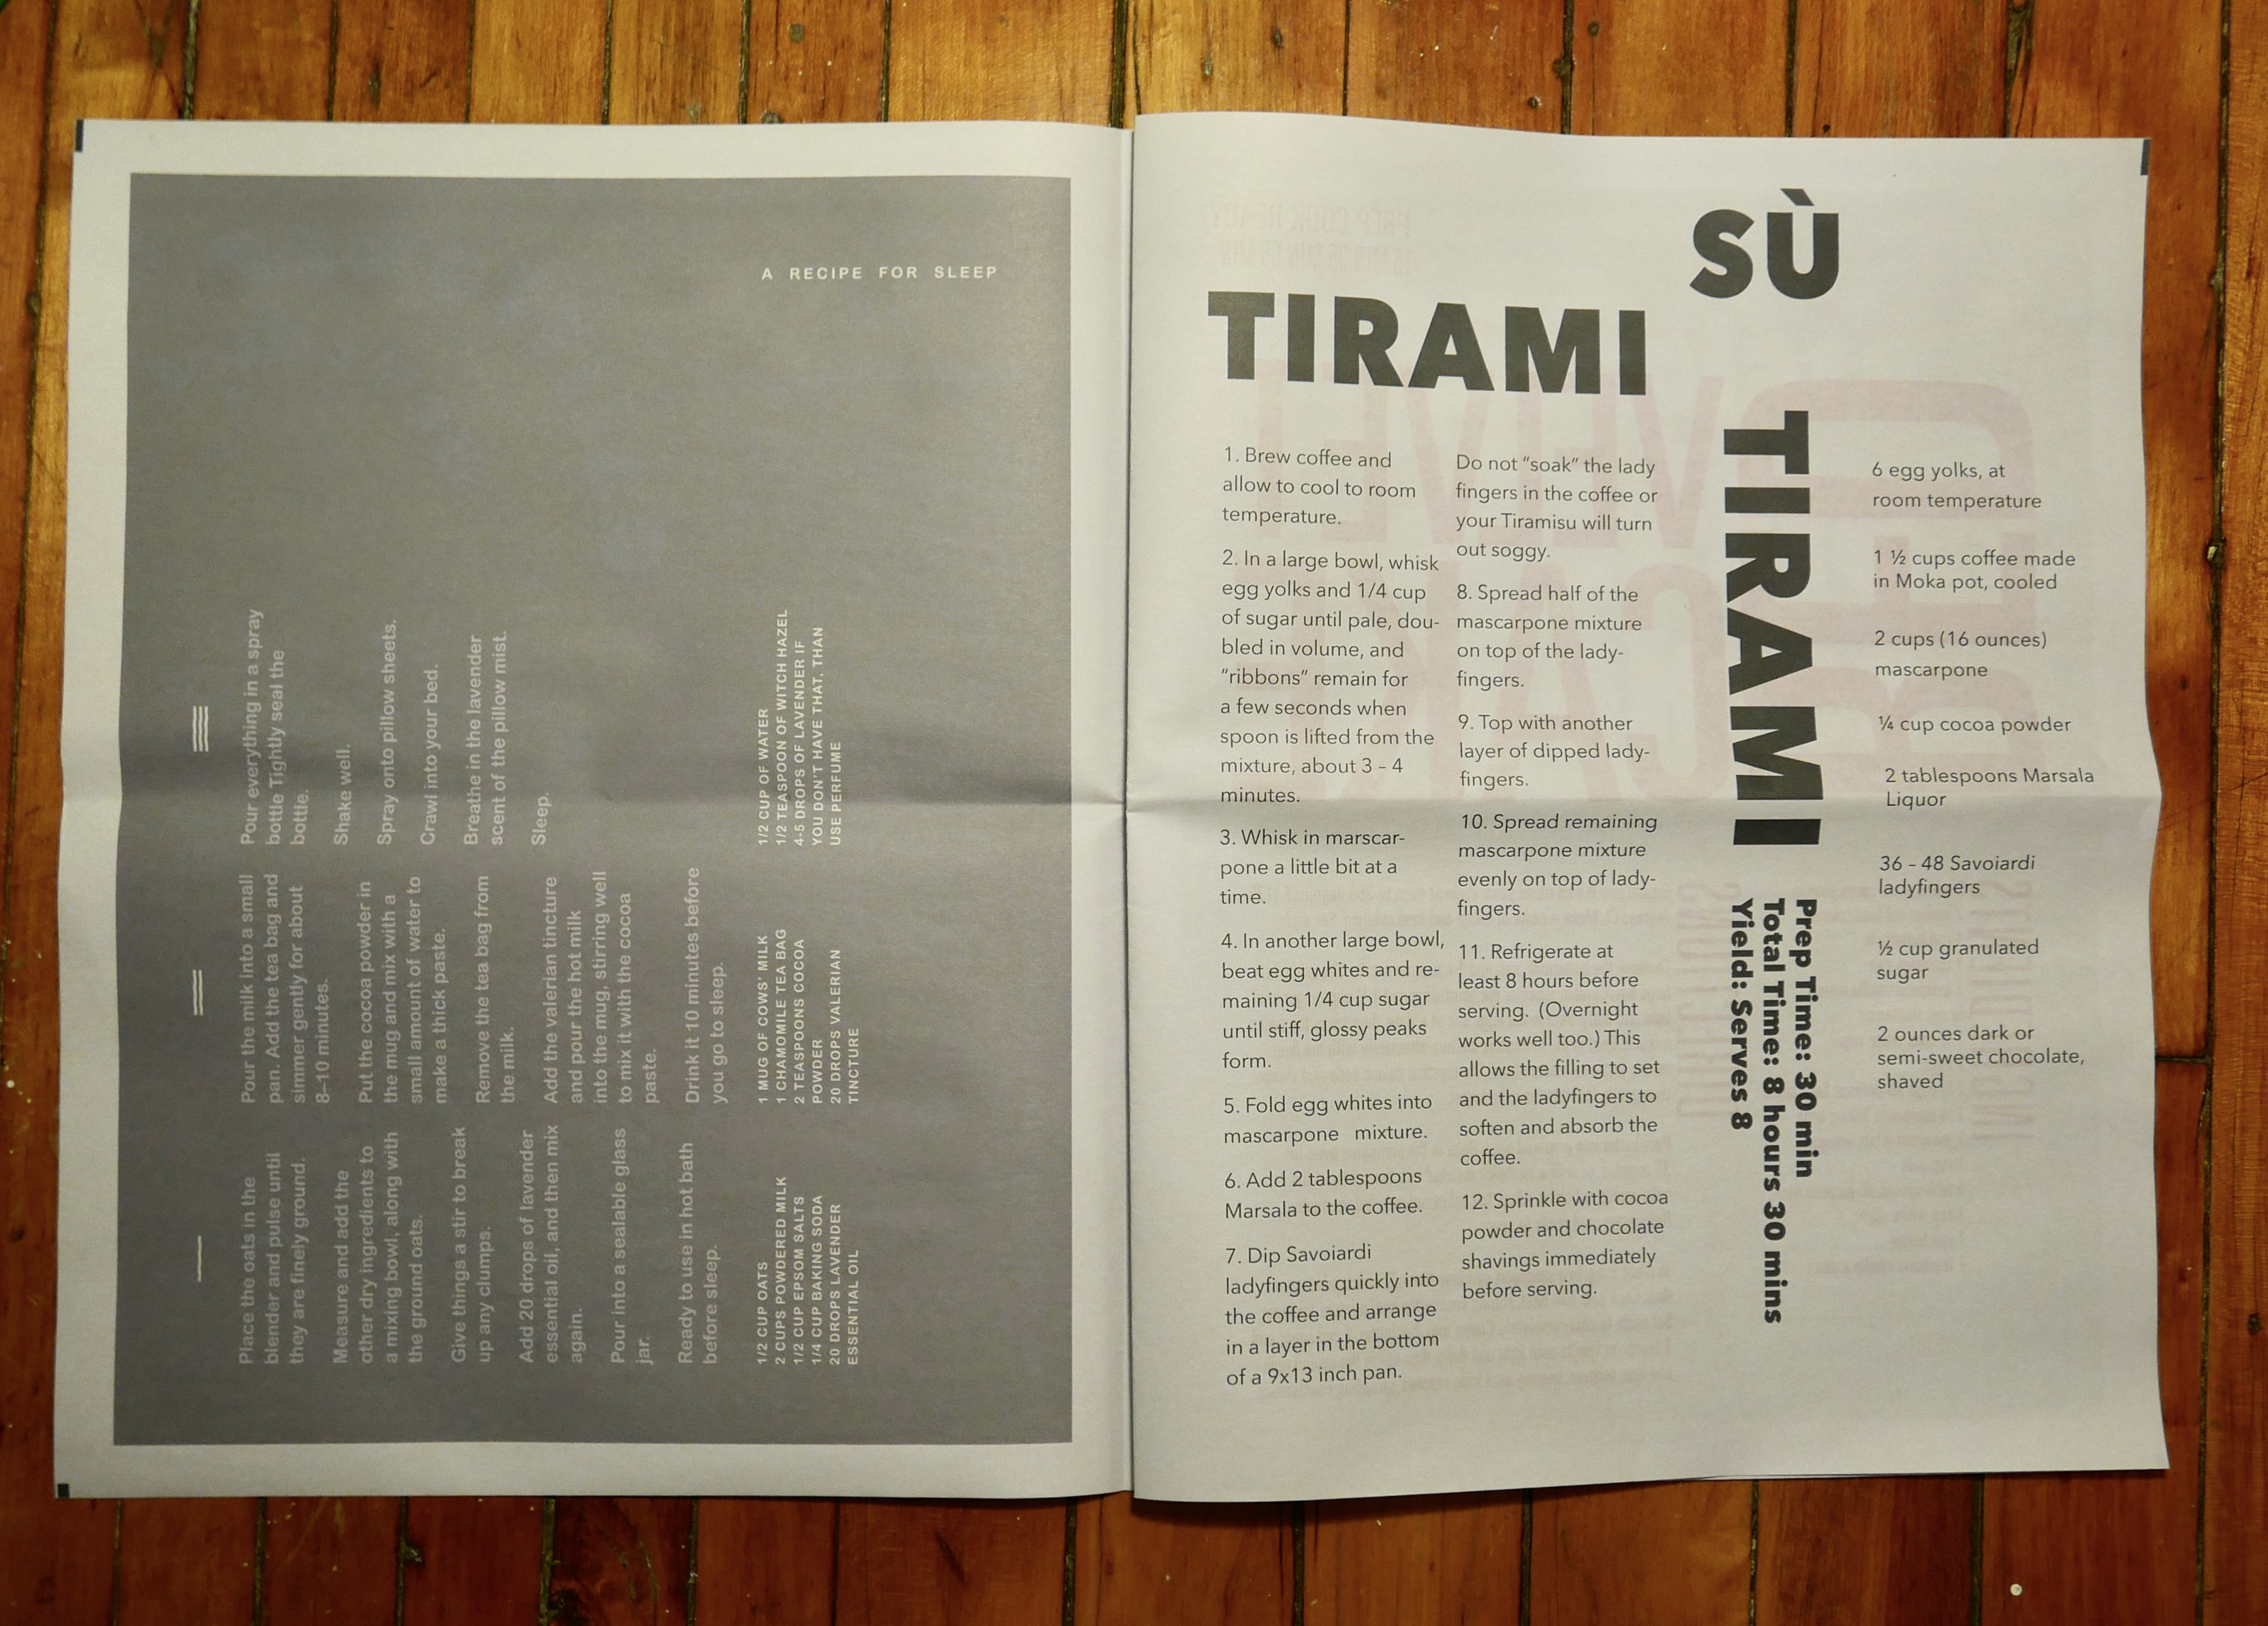 A RECIPE FOR SLEEP
Place the oats in the
blender and pulse until
they are finely ground.
Measure and add the
other dry ingredients to
a mixing bowl, along with
the ground oats.
Give things a stir to break
up any clumps.
Add 20 drops of lavender
essential oil, and then mix
again.
Pour into a sealable glass
jar.
Ready to use in hot bath
before sleep.
1/2 CUP OATS
2 CUPS POWDERED MILK
1/2 CUP EPSOM SALTS
1/4 CUP BAKING SODA
20 DROPS LAVENDER
ESSENTIAL OIL
Pour the milk into a small
pan. Add the tea bag and
simmer gently for about
8–10 minutes.
Put the cocoa powder in
the mug and mix with a
small amount of water to
make a thick paste.
Remove the tea bag from
the milk.
Add the valerian tincture
and pour the hot milk
into the mug, stirring well
to mix it with the cocoa
paste.
Drink it 10 minutes before
you go to sleep.
1 MUG OF COWS' MILK
1 CHAMOMILE TEA BAG
2 TEASPOONS COCOA
POWDER
20 DROPS VALERIAN
TINCTURE
Pour everything in a spray
bottle Tightly seal the
bottle.
Shake well.
Spray onto pillow sheets.
Crawl into your bed.
Breathe in the lavender
scent of the pillow mist.
Sleep.
1/2 CUP OF WATER
1/2 TEASPOON OF WITCH HAZEL
4-5 DROPS OF LAVENDER IF
YOU DON'T HAVE THAT, THAN
USE PERFUME
TIRAMI
SÙ
1. Brew coffee and
allow to cool to room
temperature.
2. In a large bowl, whisk
egg yolks and 1/4 cup
of sugar until pale, dou-
bled in volume, and
“ribbons” remain for
a few seconds when
spoon is lifted from the
mixture, about 3 – 4
minutes.
3. Whisk in marscar-
pone a little bit at a
time.
4. In another large bowl,
beat egg whites and re-
maining 1/4 cup sugar
until stiff, glossy peaks
form.
5. Fold egg whites into
mascarpone mixture.
6. Add 2 tablespoons
Marsala to the coffee.
7. Dip Savoiardi
ladyfingers quickly into
the coffee and arrange
in a layer in the bottom
of a 9x13 inch pan.
Do not “soak” the lady
fingers in the coffee or
your Tiramisu will turn
out soggy.
8. Spread half of the
mascarpone mixture
on top of the lady-
fingers.
9. Top with another
layer of dipped lady-
fingers.
10. Spread remaining
mascarpone mixture
evenly on top of lady-
fingers.
11. Refrigerate at
least 8 hours before
serving. (Overnight
works well too.) This
allows the filling to set
and the ladyfingers to
soften and absorb the
coffee.
12. Sprinkle with cocoa
powder and chocolate
shavings immediately
before serving.
TIRAMI
Prep Time: 30 min
Total Time: 8 hours 30 mins
Yield: Serves 8
6 egg yolks, at
room temperature
1 ½ cups coffee made
in Moka pot, cooled
2 cups (16 ounces)
mascarpone
¼ cup cocoa powder
2 tablespoons Marsala
Liquor
36 – 48 Savoiardi
ladyfingers
½ cup granulated
sugar
2 ounces dark or
semi-sweet chocolate,
shaved